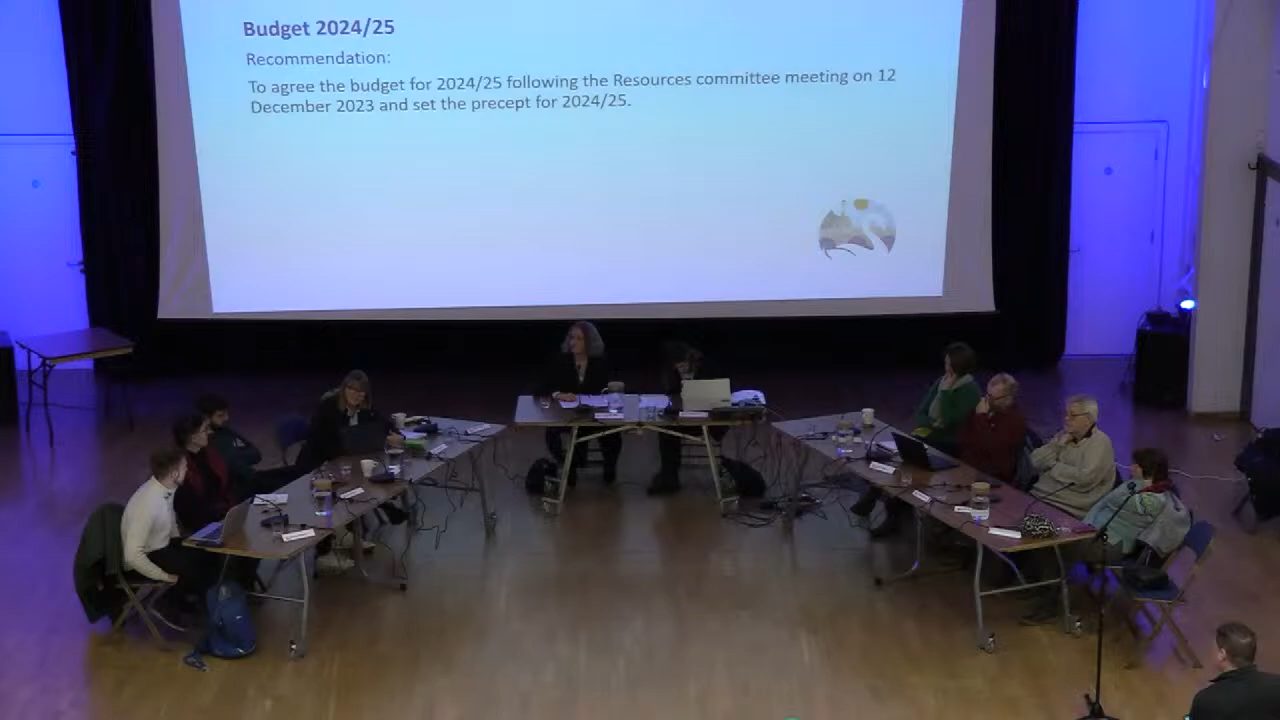 Budget 2024/25
Recommendation:
To agree the budget for 2024/25 following the Resources committee meeting on 12
December 2023 and set the precept for 2024/25.